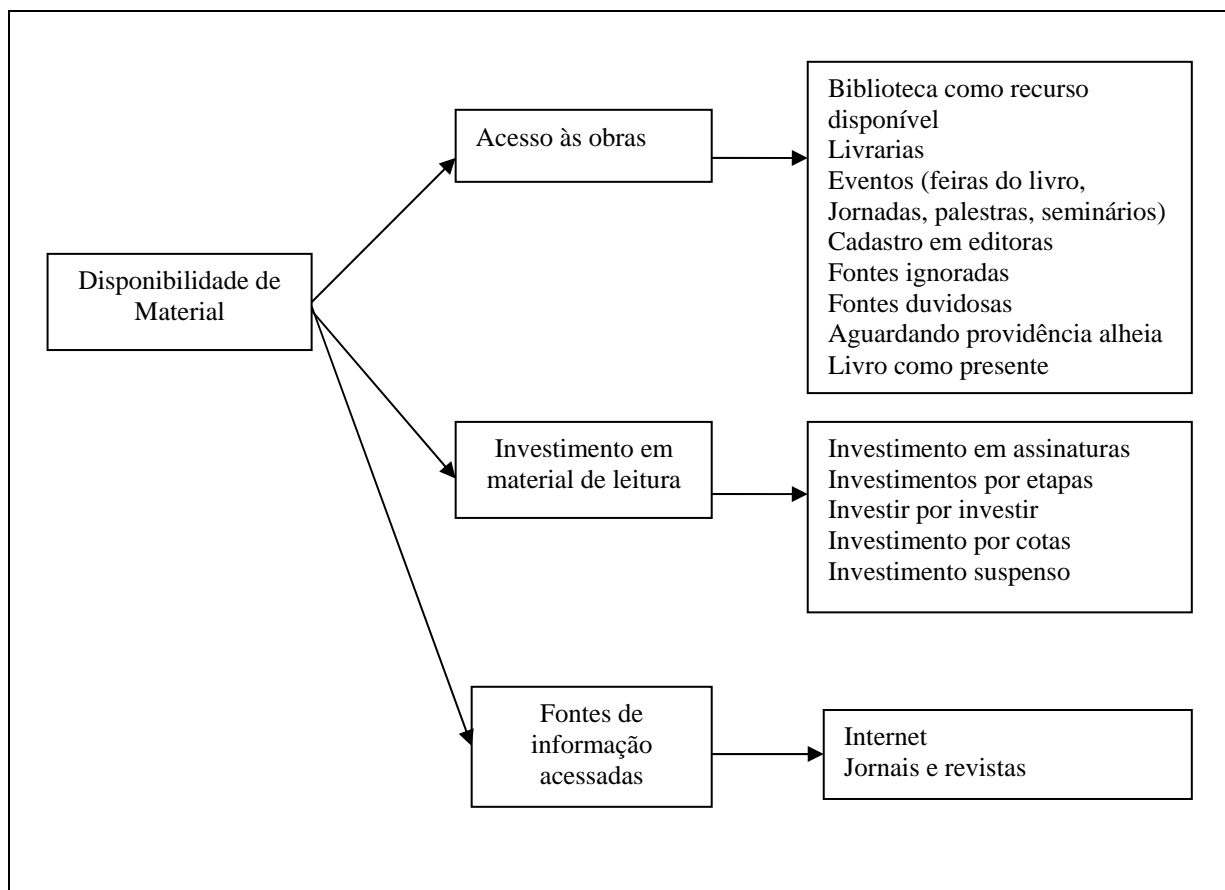 Disponibilidade de
Material
Acesso às obras
Biblioteca como recurso
disponível
Livrarias
Eventos (feiras do livro,
Jornadas, palestras, seminários)
Cadastro em editoras
Fontes ignoradas
Fontes duvidosas
Aguardando providência alheia
Livro como presente
Investimento em
material de leitura
Investimento em assinaturas
Investimentos por etapas
Investir por investir
Investimento por cotas
Investimento suspenso
Fontes de
informação
acessadas
Internet
Jornais e revistas